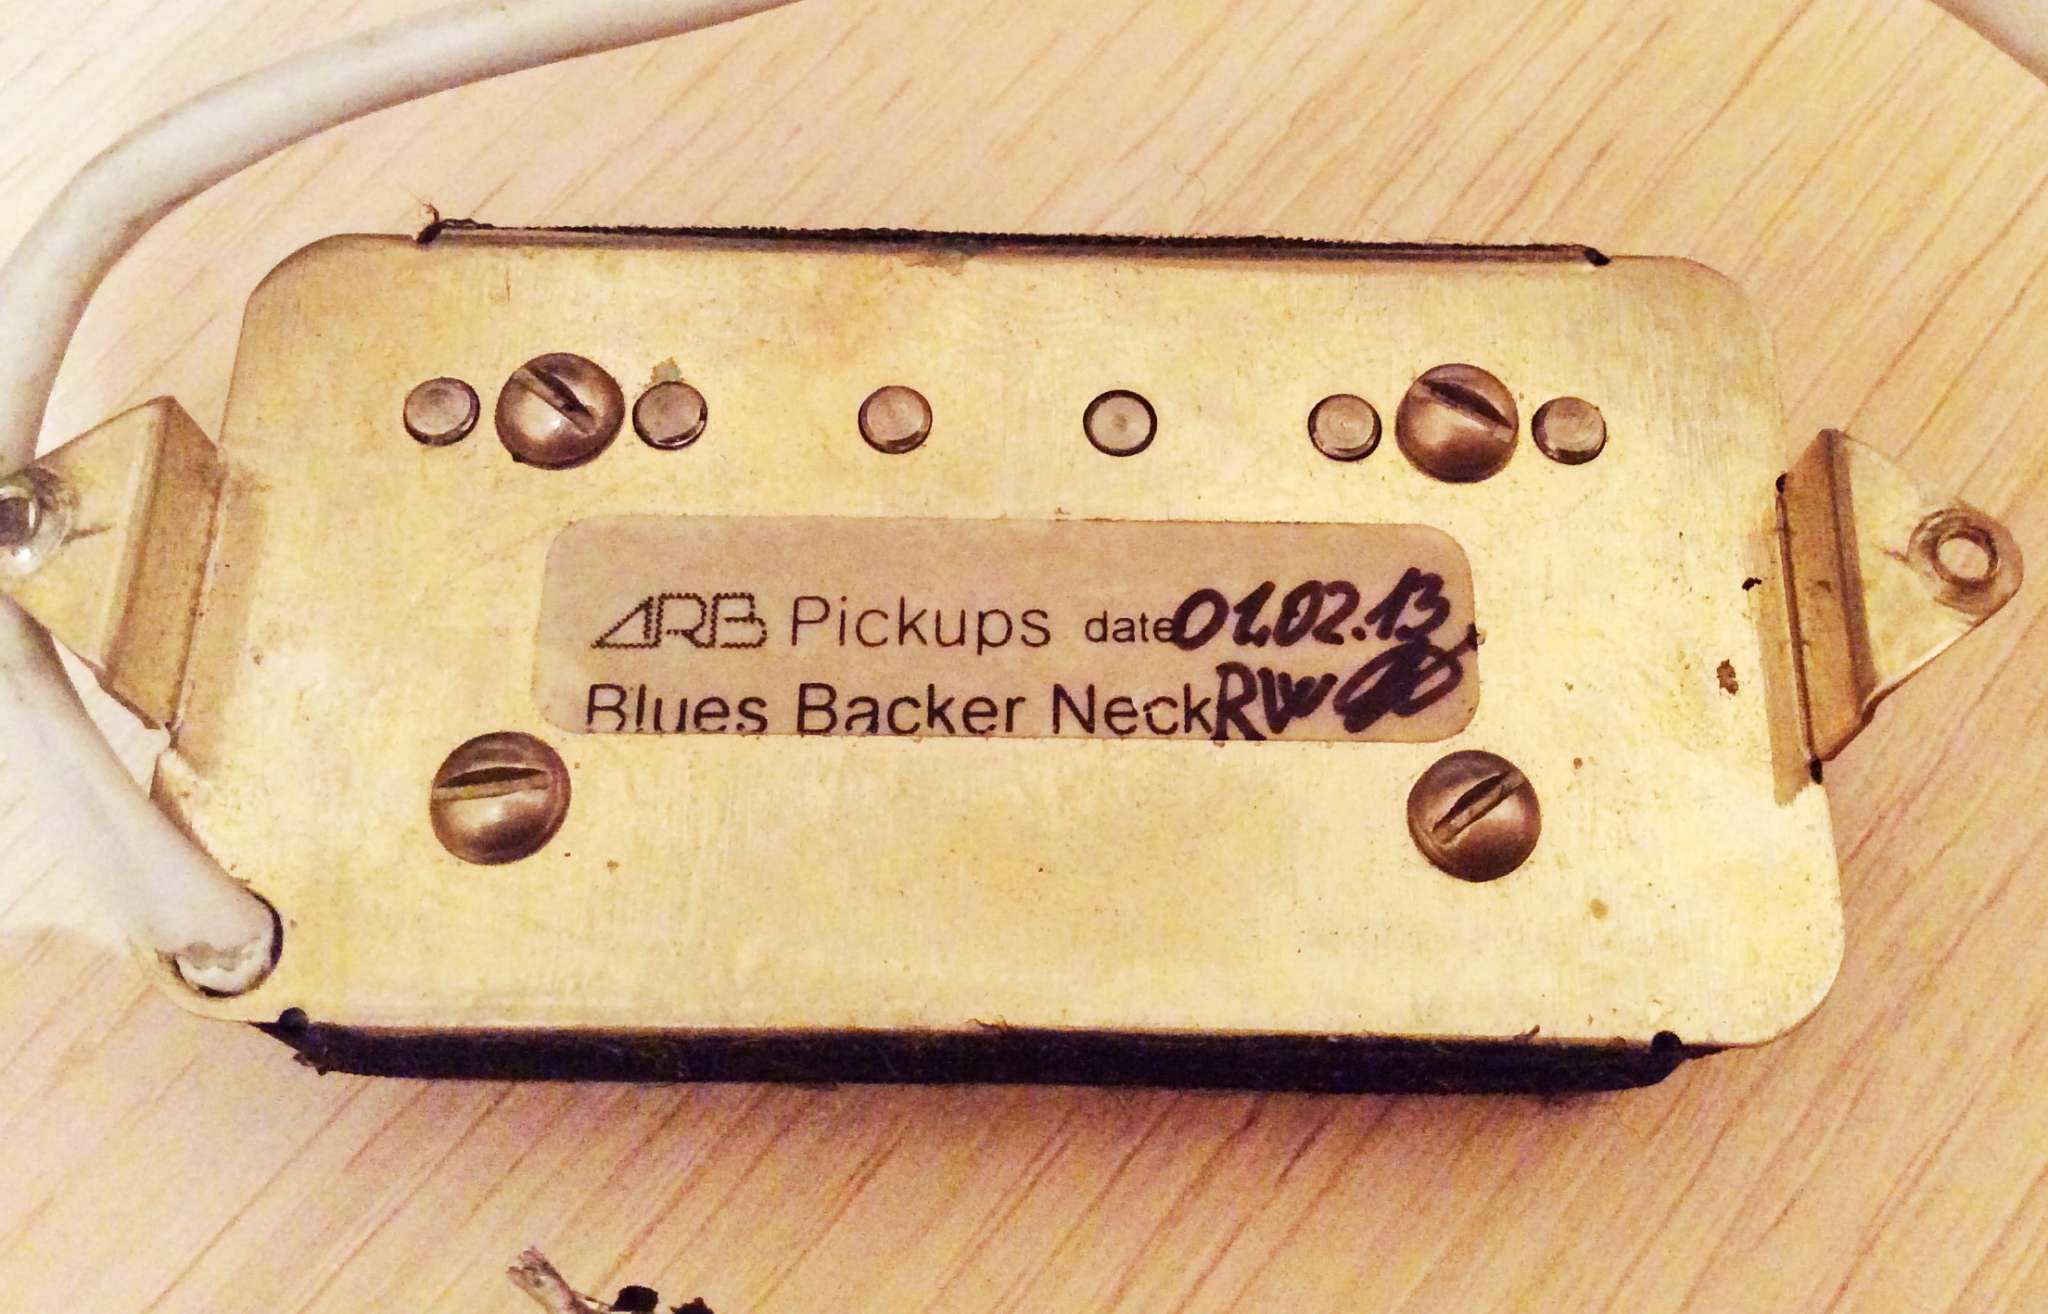 ARB Pickups date 01.02.13
Blues Backer Neck RW